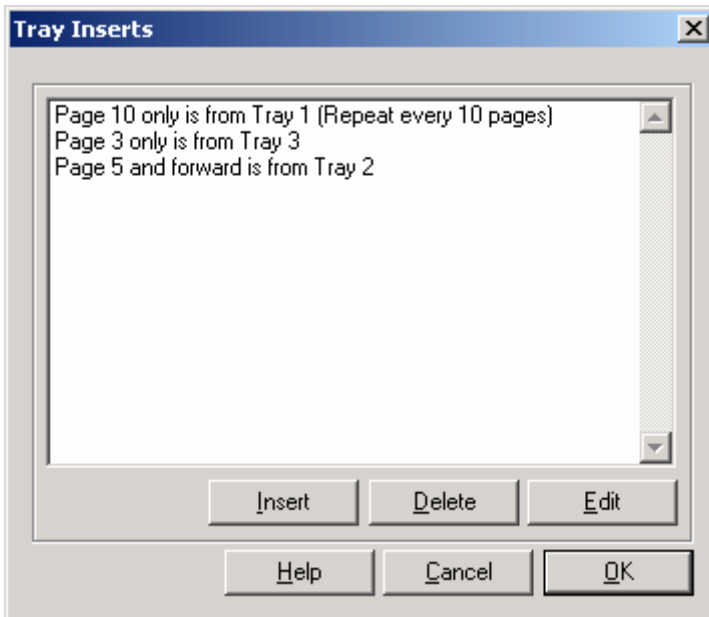 Tray Inserts
Page 10 only is from Tray 1 (Repeat every 10 pages)
Page 3 only is from Tray 3
Page 5 and forward is from Tray 2
Insert Delete Edit
Help Cancel OK